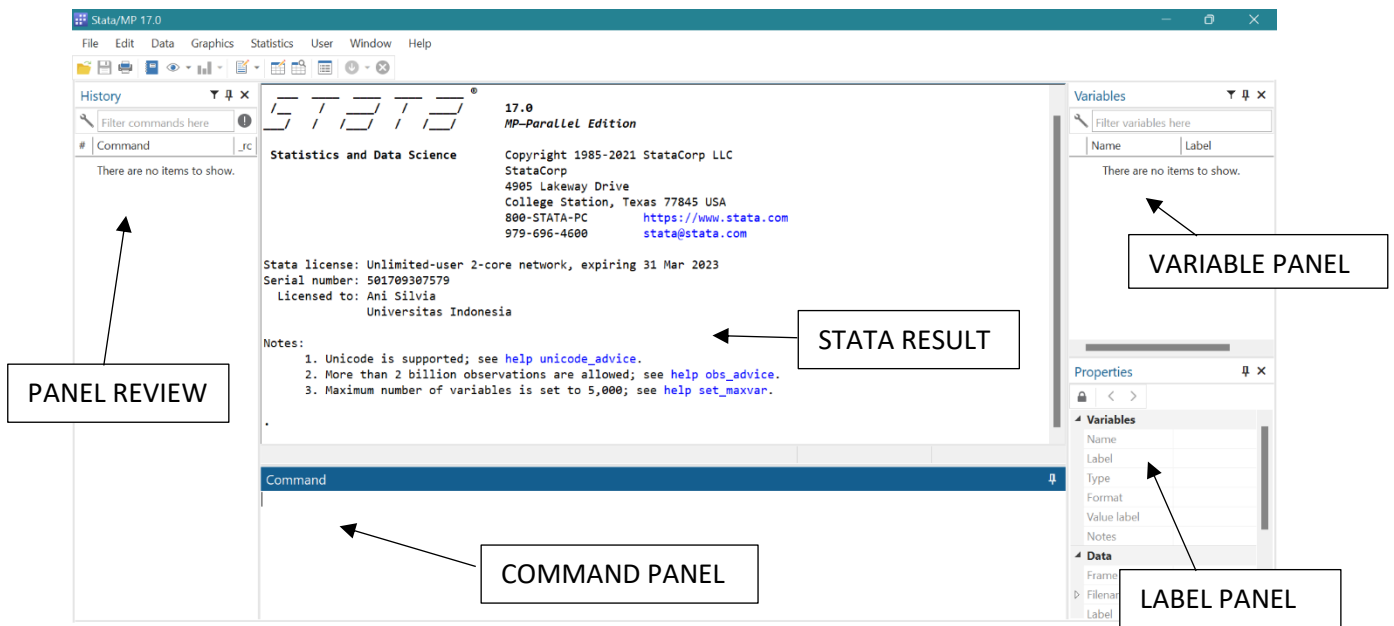 Stata/MP 17.0
File Edit Data Graphics Statistics User Window Help
History
Filter commands here
# Command _rc
There are no items to show.
PANEL REVIEW
STATA ®
17.0
MP—Parallel Edition
Statistics and Data Science
Copyright 1985-2021 StataCorp LLC
StataCorp
4905 Lakeway Drive
College Station, Texas 77845 USA
800-STATA-PC https://www.stata.com
979-696-4600 stata@stata.com
Stata license: Unlimited-user 2-core network, expiring 31 Mar 2023
Serial number: 501709307579
Licensed to: Ani Silvia
Universitas Indonesia
Notes:
1. Unicode is supported; see help unicode_advice.
2. More than 2 billion observations are allowed; see help obs_advice.
3. Maximum number of variables is set to 5,000; see help set_maxvar.
.
STATA RESULT
Command
COMMAND PANEL
Variables
Filter variables here
Name Label
There are no items to show.
VARIABLE PANEL
Properties
Variables
Name
Label
Type
Format
Value label
Notes
Data
Frame
Label
LABEL PANEL